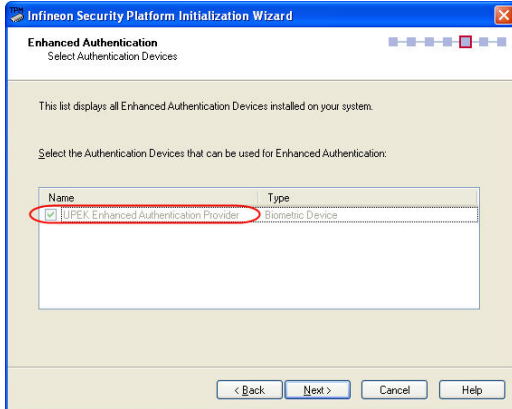 TPM Infineon Security Platform Initialization Wizard
Enhanced Authentication
Select Authentication Devices
This list displays all Enhanced Authentication Devices installed on your system.
Select the Authentication Devices that can be used for Enhanced Authentication:
Name Type
UPEK Enhanced Authentication Provider Biometric Device
< Back Next > Cancel Help